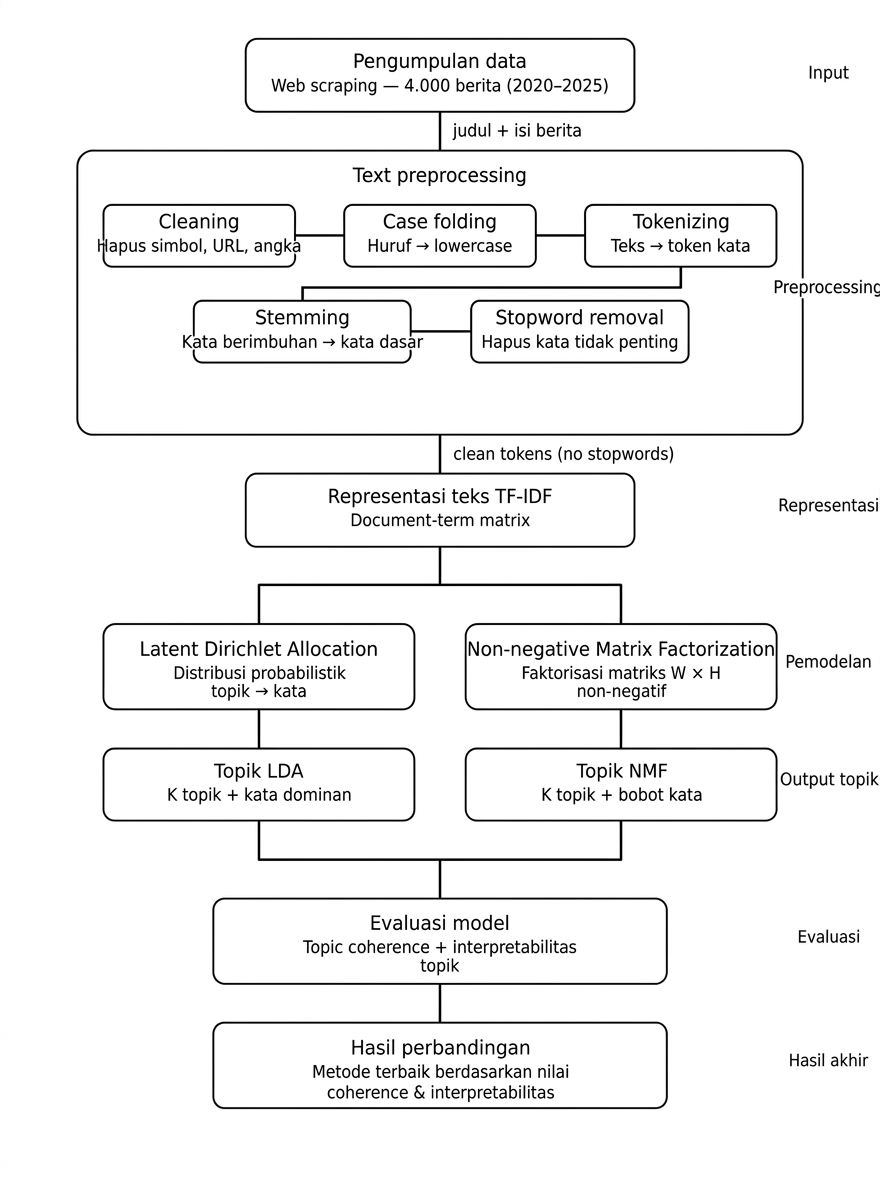 Pengumpulan data
Web scraping — 4.000 berita (2020–2025)
Input
judul + isi berita
Text preprocessing
Cleaning
Hapus simbol, URL, angka
Case folding
Huruf → lowercase
Tokenizing
Teks → token kata
Preprocessing
Stemming
Kata berimbuhan → kata dasar
Stopword removal
Hapus kata tidak penting
clean tokens (no stopwords)
Representasi teks TF-IDF
Document-term matrix
Representasi
Latent Dirichlet Allocation
Distribusi probabilistik
topik → kata
Non-negative Matrix Factorization
Faktorisasi matriks W × H
non-negatif
Pemodelan
Topik LDA
K topik + kata dominan
Topik NMF
K topik + bobot kata
Output topik
Evaluasi model
Topic coherence + interpretabilitas
topik
Evaluasi
Hasil perbandingan
Metode terbaik berdasarkan nilai
coherence & interpretabilitas
Hasil akhir